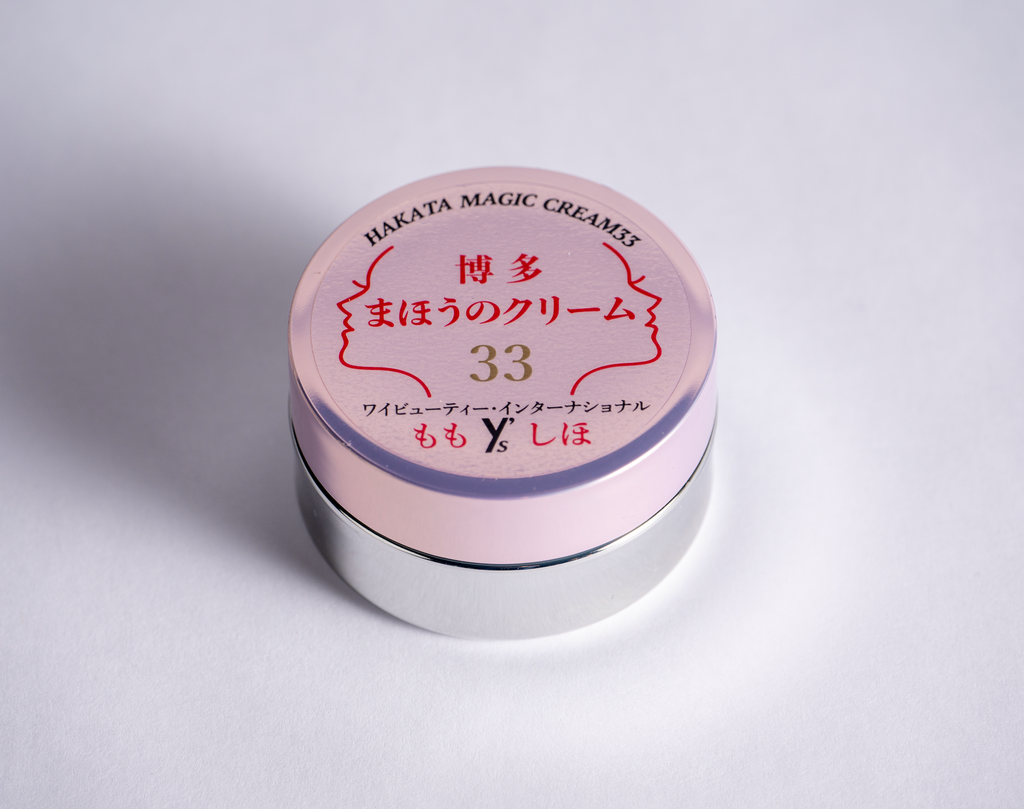 HAKATA MAGIC CREAM33
博多
まほうのクリーム
33
ワイビューティー・インターナショナル
もも y's しほ